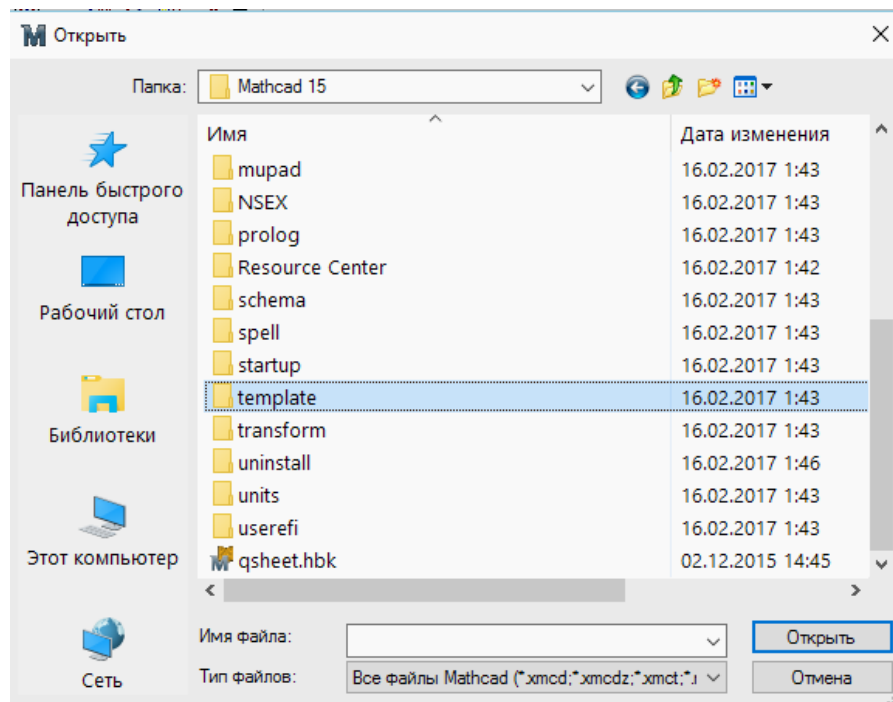 Открыть
Папка: Mathcad 15
Имя Дата изменения
mupad 16.02.2017 1:43
NSEX 16.02.2017 1:43
prolog 16.02.2017 1:43
Resource Center 16.02.2017 1:42
schema 16.02.2017 1:43
spell 16.02.2017 1:43
startup 16.02.2017 1:43
template 16.02.2017 1:43
transform 16.02.2017 1:43
uninstall 16.02.2017 1:46
units 16.02.2017 1:43
userefi 16.02.2017 1:43
qsheet.hbk 02.12.2015 14:45
Панель быстрого
доступа
Рабочий стол
Библиотеки
Этот компьютер
Сеть
Имя файла: Открыть
Тип файлов: Все файлы Mathcad (*.xmcd;*.xmcdz;*.xmct;*. Отмена